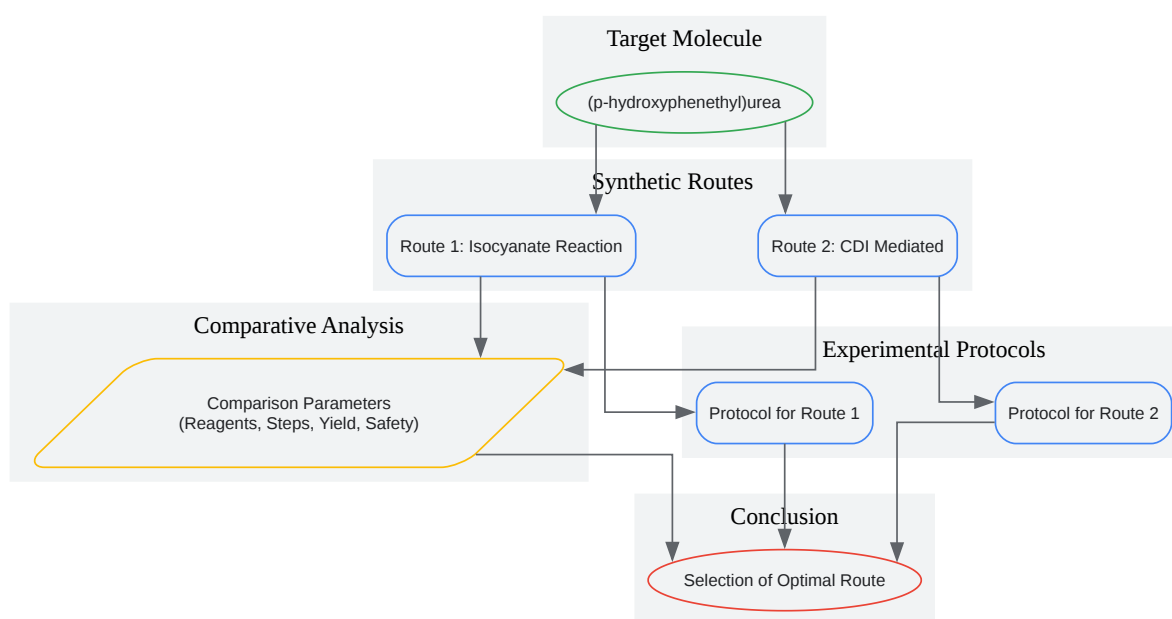 Target Molecule
(p-hydroxyphenethyl)urea
Synthetic Routes
Route 1: Isocyanate Reaction
Route 2: CDI Mediated
Comparative Analysis
Comparison Parameters
(Reagents, Steps, Yield, Safety)
Experimental Protocols
Protocol for Route 1
Protocol for Route 2
Conclusion
Selection of Optimal Route